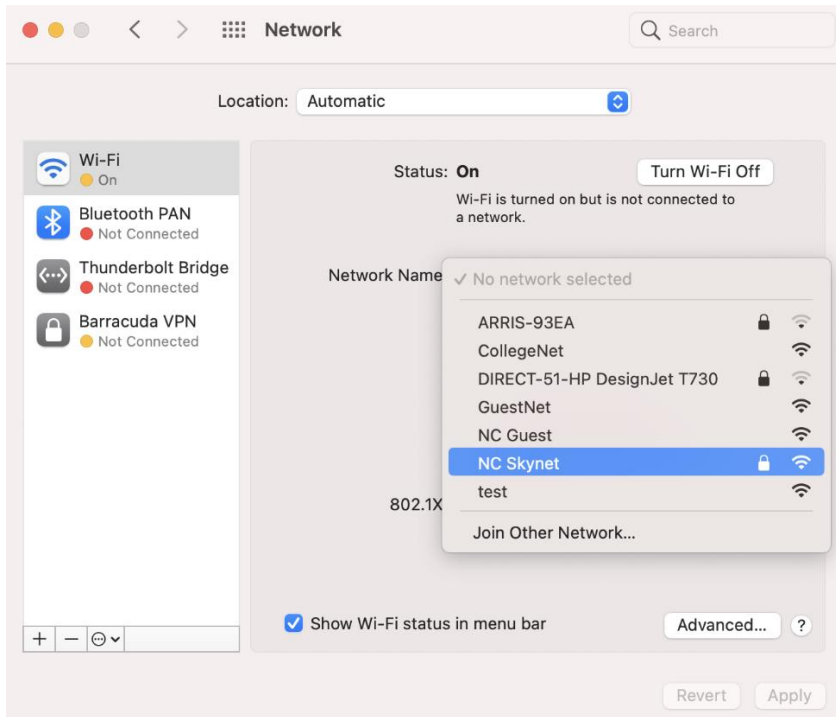 Network
Search
Location: Automatic
Wi-Fi
On
Bluetooth PAN
Not Connected
Thunderbolt Bridge
Not Connected
Barracuda VPN
Not Connected
Status: On
Turn Wi-Fi Off
Wi-Fi is turned on but is not connected to
a network.
Network Name
No network selected
ARRIS-93EA
CollegeNet
DIRECT-51-HP DesignJet T730
GuestNet
NC Guest
NC Skynet
test
Join Other Network...
802.1X
Show Wi-Fi status in menu bar
Advanced...
?
Revert
Apply